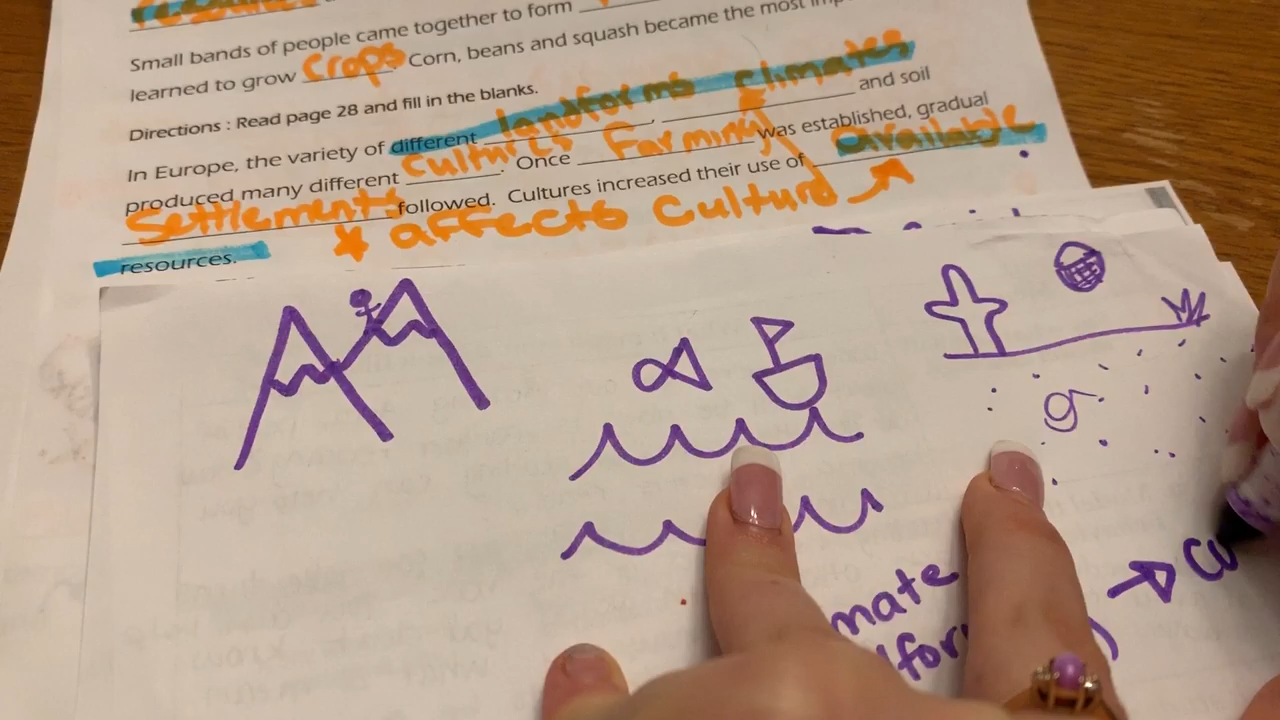 Small bands of people came together to form
learned to grow crops. Corn, beans and squash became the most
Directions : Read page 28 and fill in the blanks.
In Europe, the variety of different landforms, climates and soil
produced many different cultures. Once Farming was established, gradual
Settlements followed. Cultures increased their use of available
resources.
* affects culture
mate